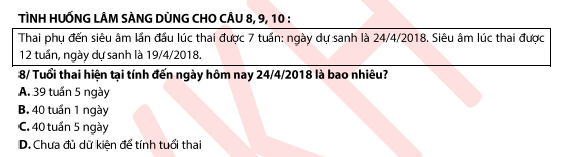 TÌNH HUỐNG LÂM SÀNG DÙNG CHO CÂU 8, 9, 10 :
Thai phụ đến siêu âm lần đầu lúc thai được 7 tuần: ngày dự sanh là 24/4/2018. Siêu âm lúc thai được
12 tuần, ngày dự sanh là 19/4/2018.
8/ Tuổi thai hiện tại tính đến ngày hôm nay 24/4/2018 là bao nhiêu?
A. 39 tuần 5 ngày
B. 40 tuần 1 ngày
C. 40 tuần 5 ngày
D. Chưa đủ dữ kiện để tính tuổi thai